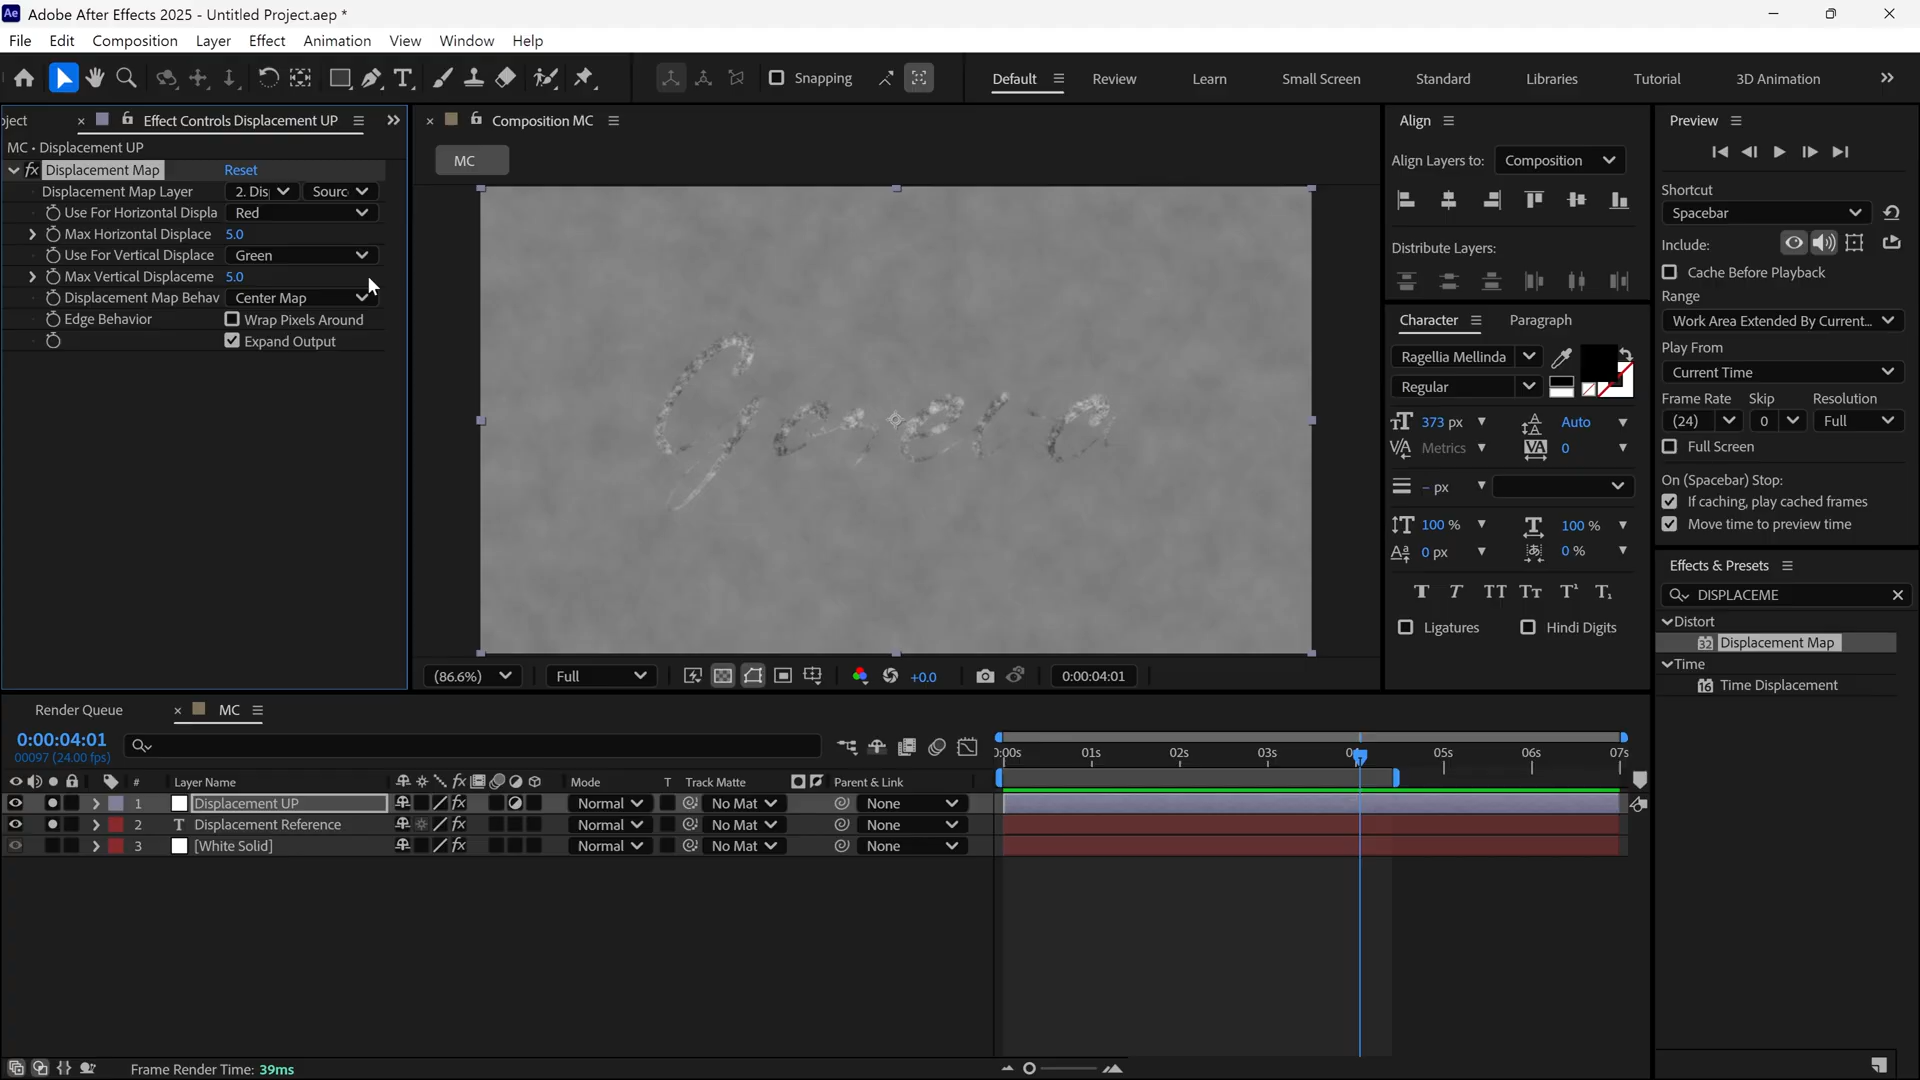 Adobe After Effects 2025 - Untitled Project.aep *
File Edit Composition Layer Effect Animation View Window Help
Snapping
Default Review Learn Small Screen Standard Libraries Tutorial 3D Animation
ject
Effect Controls Displacement UP
MC • Displacement UP
fx Displacement Map Reset
Displacement Map Layer 2. Dis Sourc
Use For Horizontal Displa Red
Max Horizontal Displace 5.0
Use For Vertical Displace Green
Max Vertical Displaceme 5.0
Displacement Map Behav Center Map
Edge Behavior Wrap Pixels Around
Expand Output
Composition MC
MC
(86.6%) Full +0.0 0:00:04:01
Align
Align Layers to: Composition
Distribute Layers:
Character Paragraph
Ragellia Mellinda
Regular
373 px Auto
Metrics 0
- px
100 % 100 %
0 px 0 %
Ligatures Hindi Digits
Preview
Shortcut
Spacebar
Include:
Cache Before Playback
Range
Work Area Extended By Current...
Play From
Current Time
Frame Rate Skip Resolution
(24) 0 Full
Full Screen
On (Spacebar) Stop:
If caching, play cached frames
Move time to preview time
Effects & Presets
DISPLACEME
Distort
Displacement Map
Time
Time Displacement
Render Queue MC
0:00:04:01
00097 (24.00 fps)
# Layer Name Mode T Track Matte Parent & Link
1 Displacement UP Normal No Mat None
2 T Displacement Reference Normal No Mat None
3 [White Solid] Normal No Mat None
01s 02s 03s 05s 06s 07s
Frame Render Time: 39ms